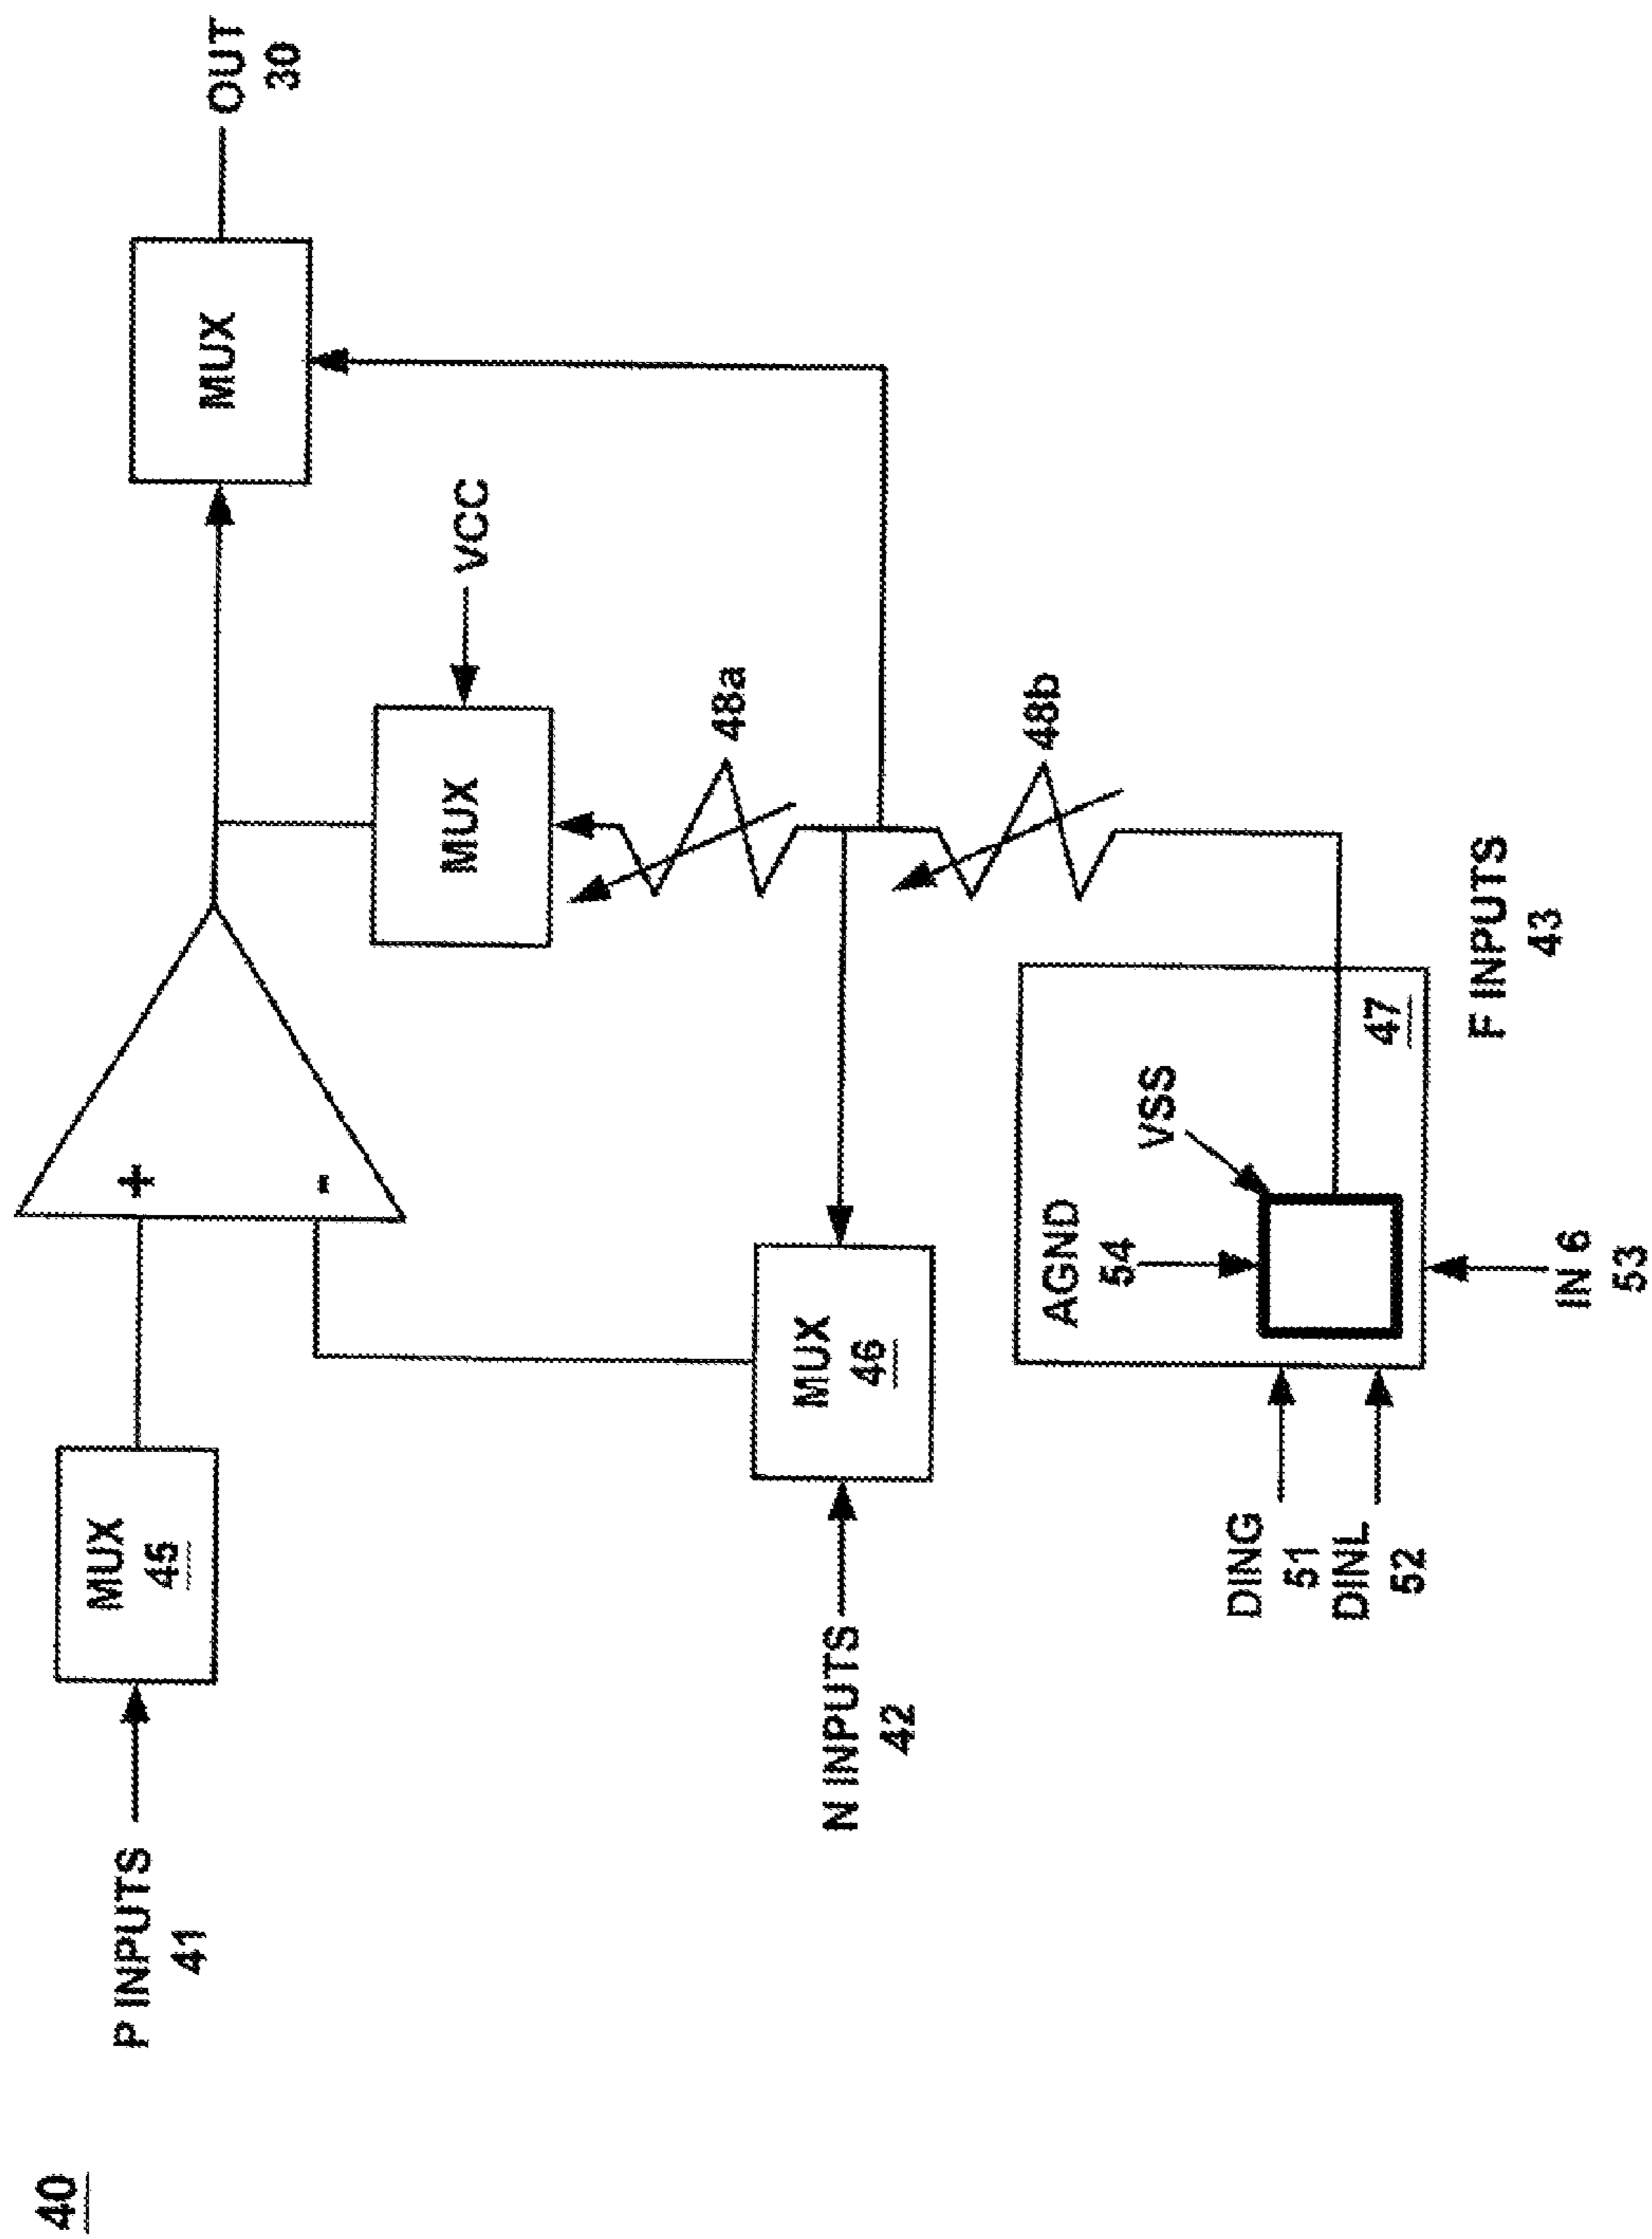 40
P INPUTS
41
MUX
45
+
-
MUX
OUT
30
VCC
MUX
48a
N INPUTS
42
MUX
46
48b
AGND
54
VSS
47
DING
51
DINL
52
IN 6
53
F INPUTS
43